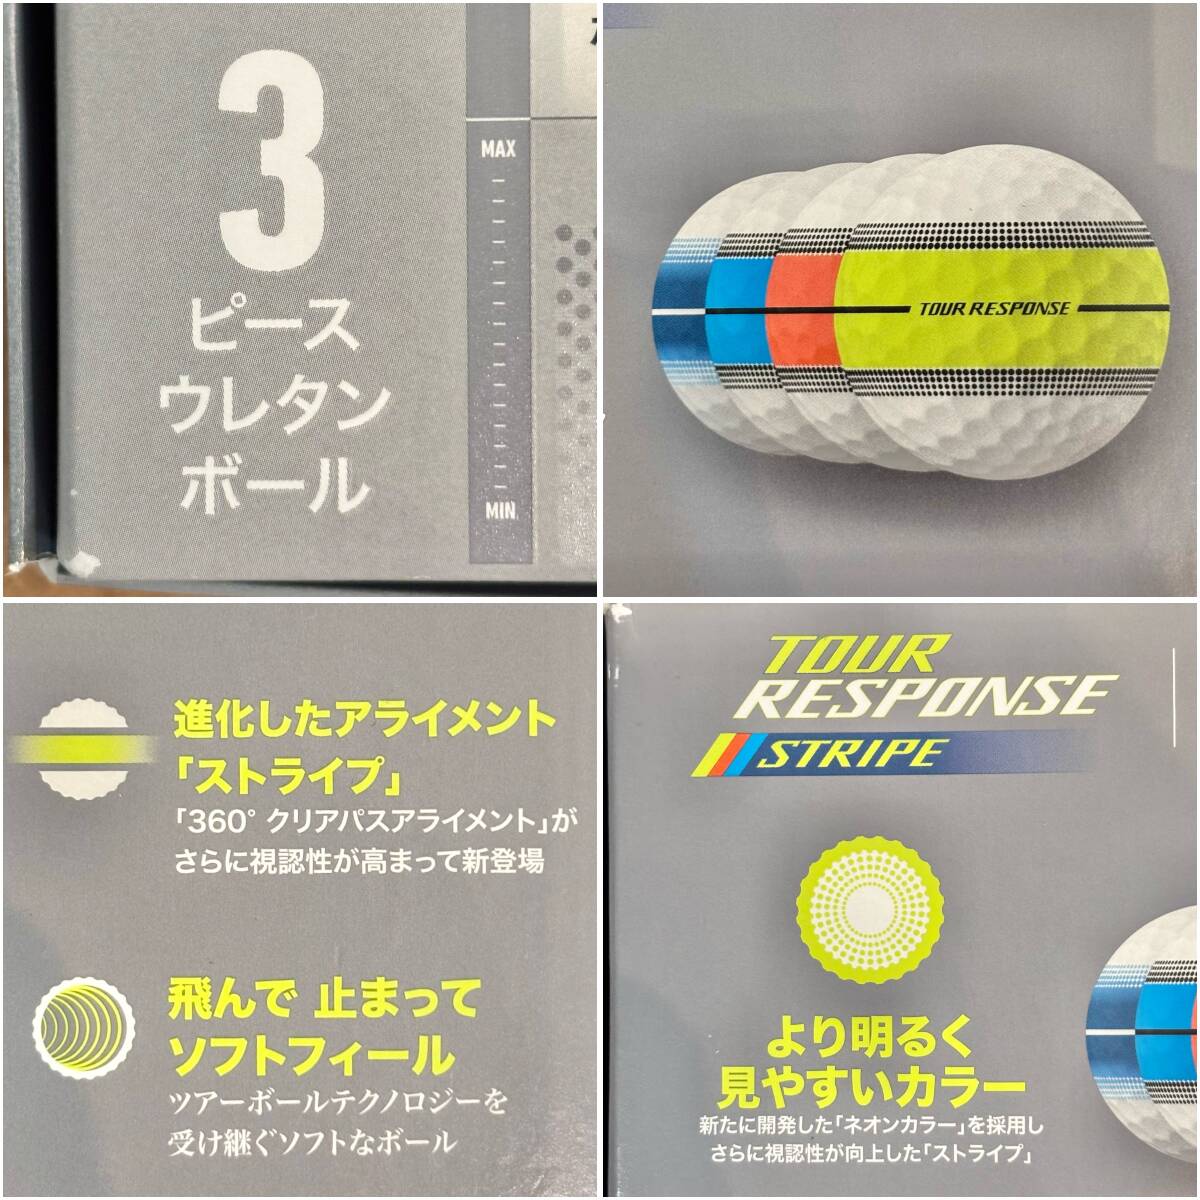 3
ピース
ウレタン
ボール
MAX
MIN
TOUR RESPONSE
進化したアライメント
「ストライプ」
「360° クリアパスアライメント」が
さらに視認性が高まって新登場
飛んで 止まって
ソフトフィール
ツアーボールテクノロジーを
受け継ぐソフトなボール
TOUR
RESPONSE
STRIPE
より明るく
見やすいカラー
新たに開発した「ネオンカラー」を採用し
さらに視認性が向上した「ストライプ」